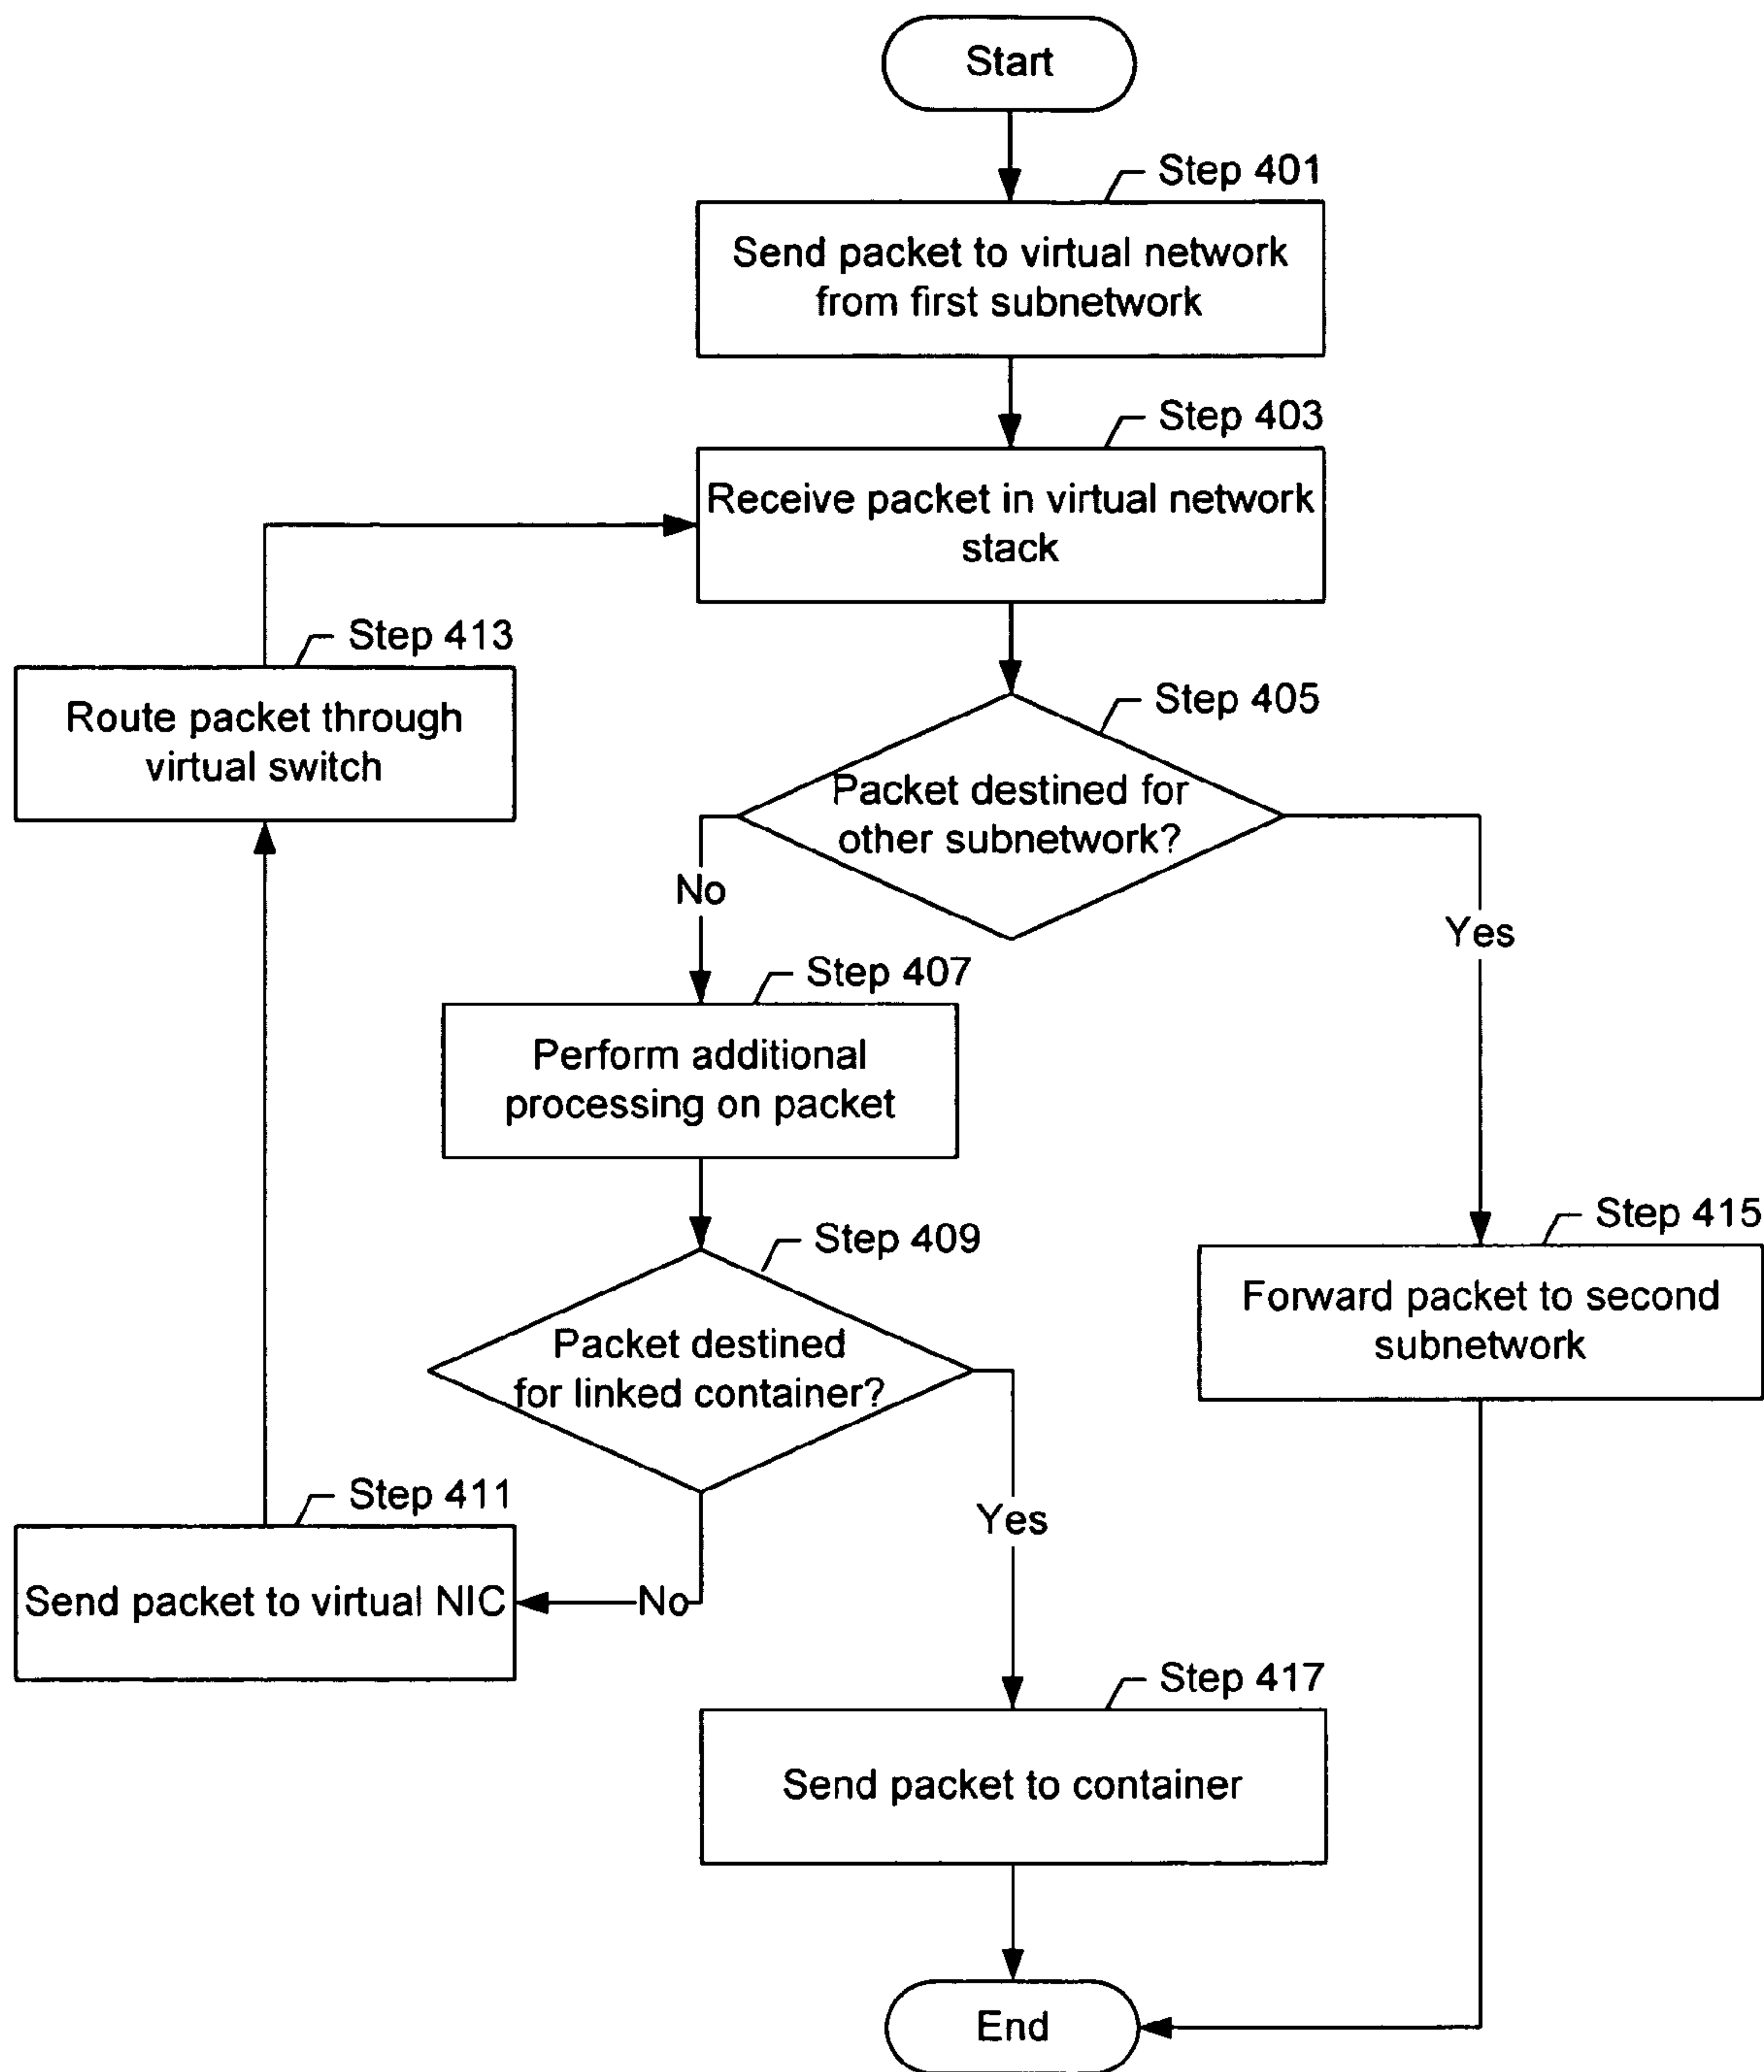 Start
Step 401
Send packet to virtual network
from first subnetwork
Step 403
Receive packet in virtual network
stack
Step 413
Route packet through
virtual switch
Step 405
Packet destined for
other subnetwork?
No
Yes
Step 407
Perform additional
processing on packet
Step 409
Packet destined
for linked container?
Step 415
Forward packet to second
subnetwork
Step 411
Send packet to virtual NIC
No
Yes
Step 417
Send packet to container
End